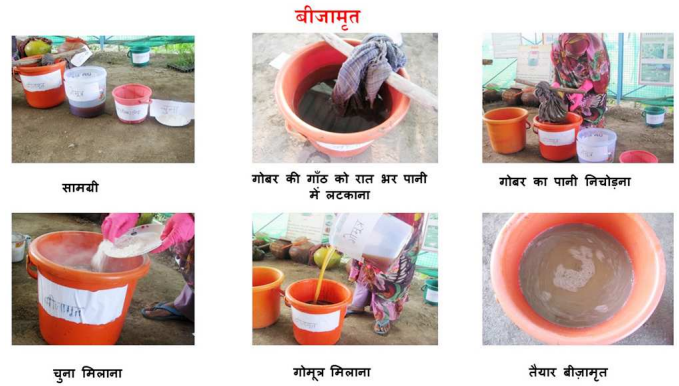 बीजामृत
सामग्री
गोबर की गाँठ को रात भर पानी
में लटकाना
गोबर का पानी निचोड़ना
चुना मिलाना
गोमूत्र मिलाना
तैयार बीज़ामृत